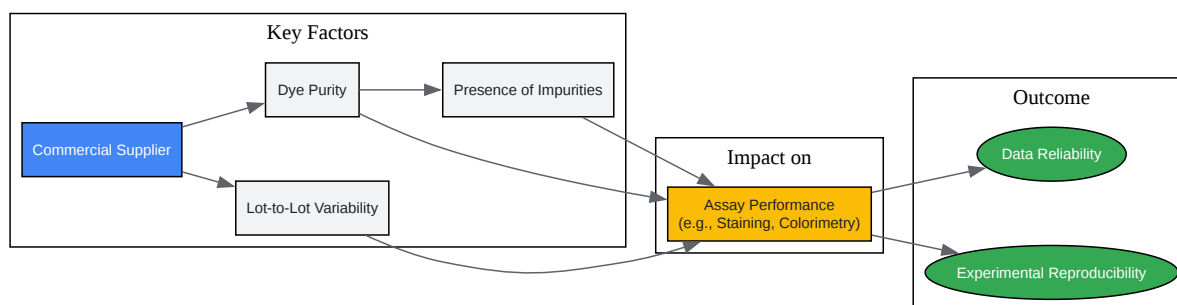 Key Factors
Commercial Supplier
Dye Purity
Presence of Impurities
Lot-to-Lot Variability
Impact on
Assay Performance
(e.g., Staining, Colorimetry)
Outcome
Data Reliability
Experimental Reproducibility